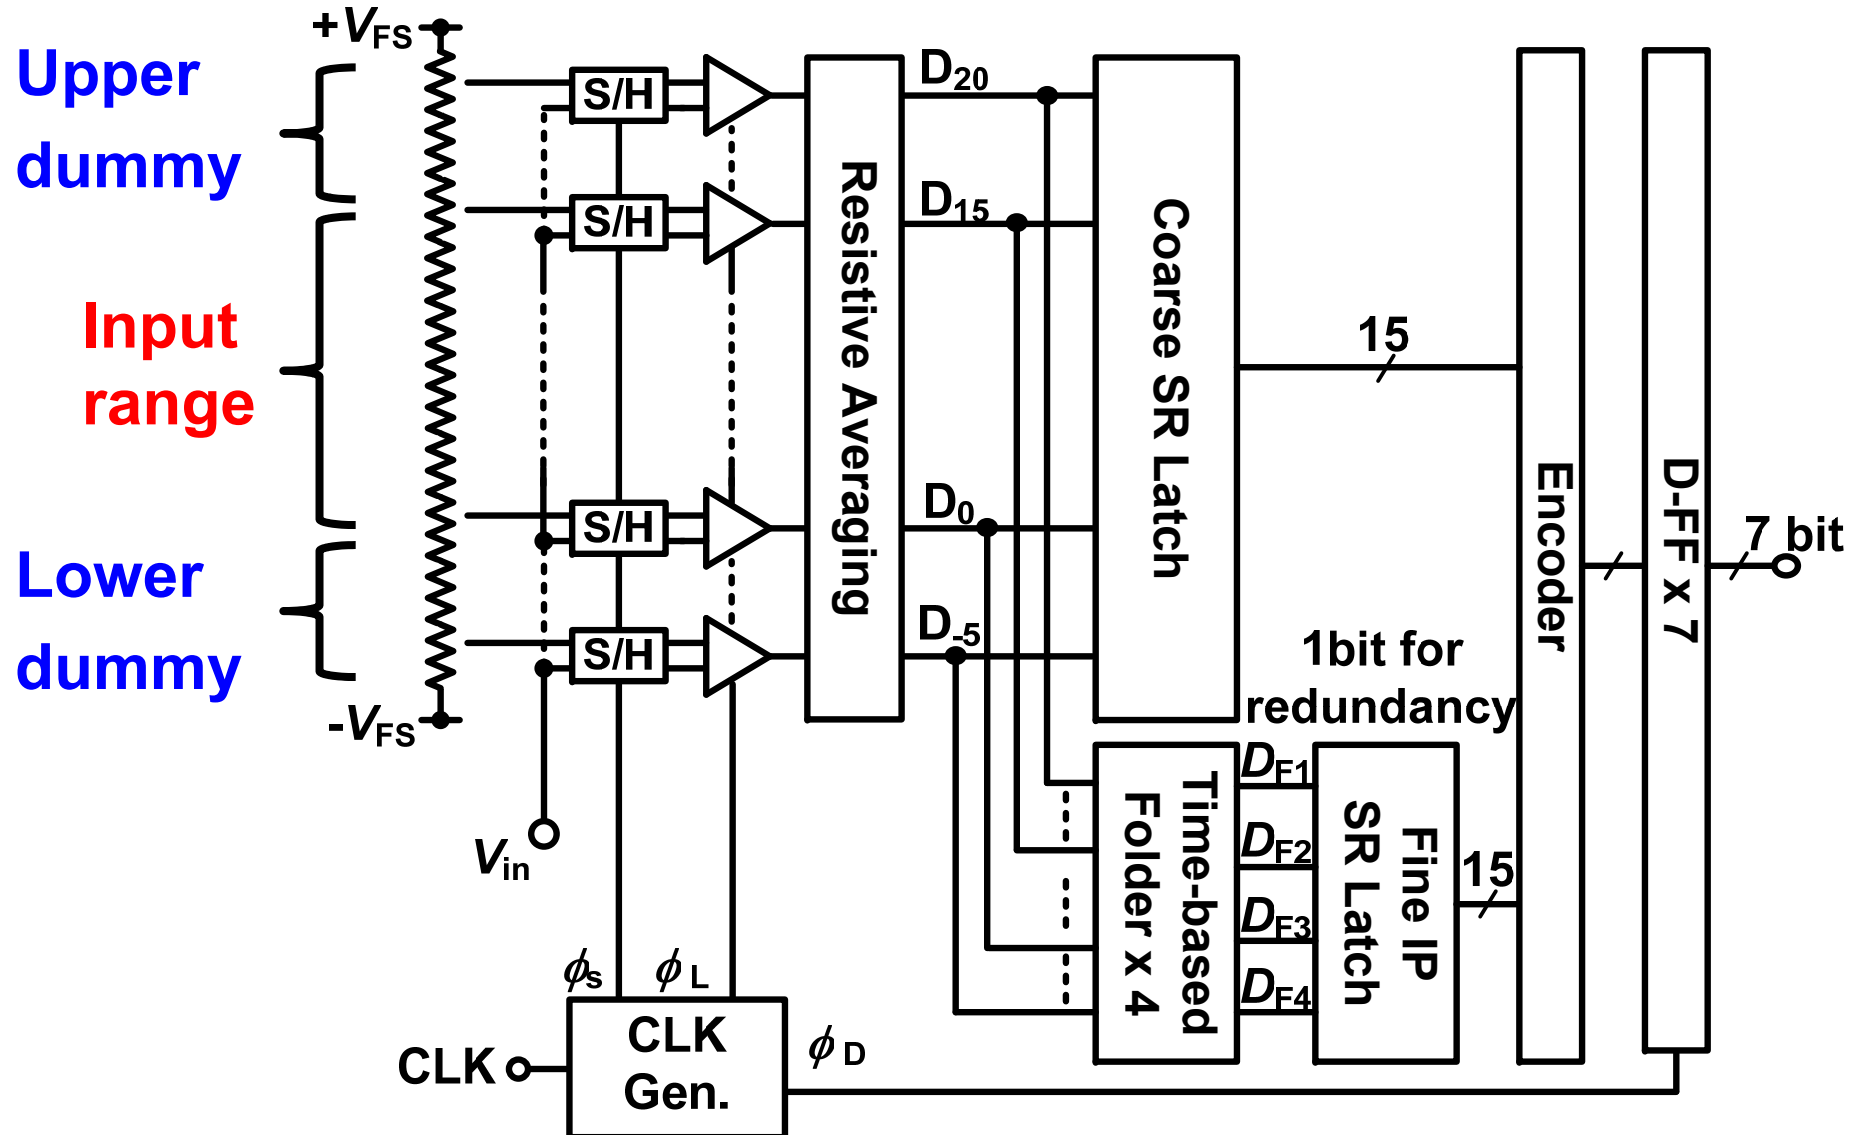 +VFS
Upper
dummy
Input
range
Lower
dummy
-VFS
Vin
S/H
S/H
S/H
S/H
Resistive Averaging
D20
D15
D0
D-5
Coarse SR Latch
15
1bit for
redundancy
Time-based
Folder x 4
DF1
DF2
DF3
DF4
Fine IP
SR Latch
15
Encoder
D-FF x 7
7 bit
ϕs
ϕL
CLK
CLK
Gen.
ϕD